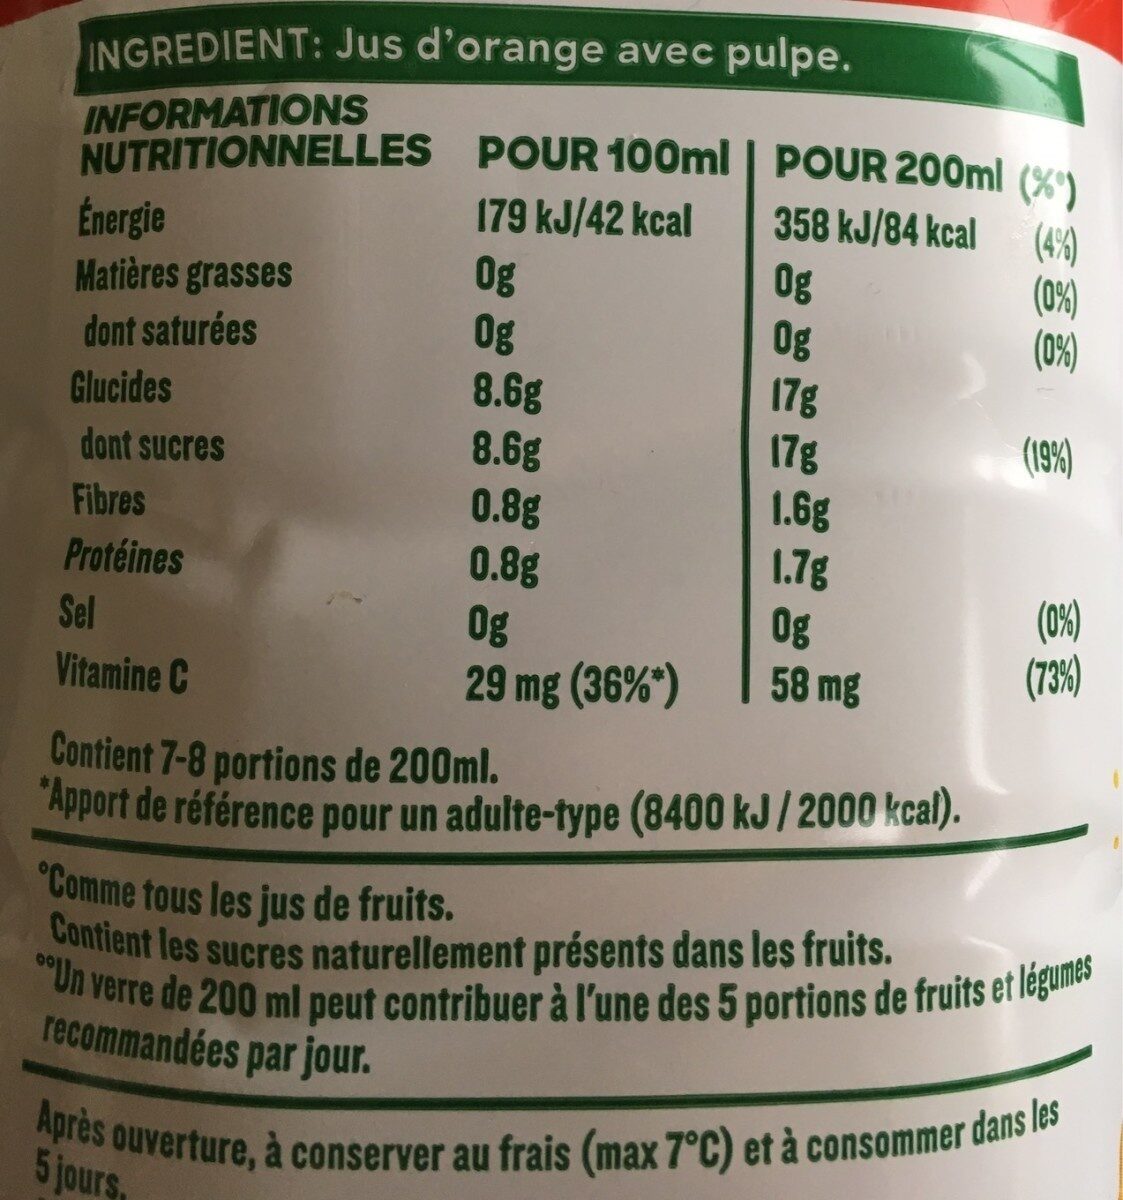 INGREDIENT: Jus d'orange avec pulpe.
INFORMATIONS
NUTRITIONNELLES POUR 100ml POUR 200ml (%*)
Énergie 179 kJ/42 kcal 358 kJ/84 kcal (4%)
Matières grasses 0g 0g (0%)
dont saturées 0g 0g (0%)
Glucides 8.6g 17g
dont sucres 8.6g 17g (19%)
Fibres 0.8g 1.6g
Protéines 0.8g 1.7g
Sel 0g 0g (0%)
Vitamine C 29 mg (36%*) 58 mg (73%)
Contient 7-8 portions de 200ml.
*Apport de référence pour un adulte-type (8400 kJ / 2000 kcal).
°Comme tous les jus de fruits.
Contient les sucres naturellement présents dans les fruits.
°°Un verre de 200 ml peut contribuer à l'une des 5 portions de fruits et légumes
recommandées par jour.
Après ouverture, à conserver au frais (max 7°C) et à consommer dans les
5 jours.